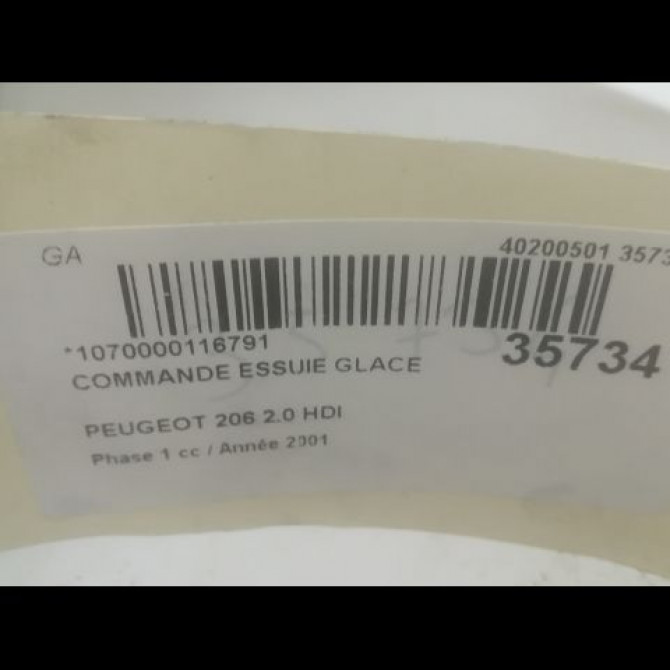 GA
40200501 3573
*1070000116791
35734
COMMANDE ESSUIE GLACE
PEUGEOT 206 2.0 HDI
Phase 1 cc / Année 2001